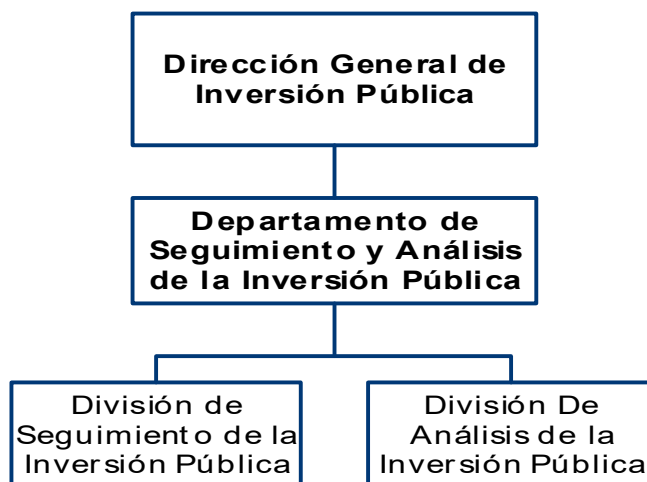 Dirección General de
Inversión Pública
Departamento de
Seguimiento y Análisis
de la Inversión Pública
División de
Seguimiento de la
Inversión Pública
División De
Análisis de la
Inversión Pública